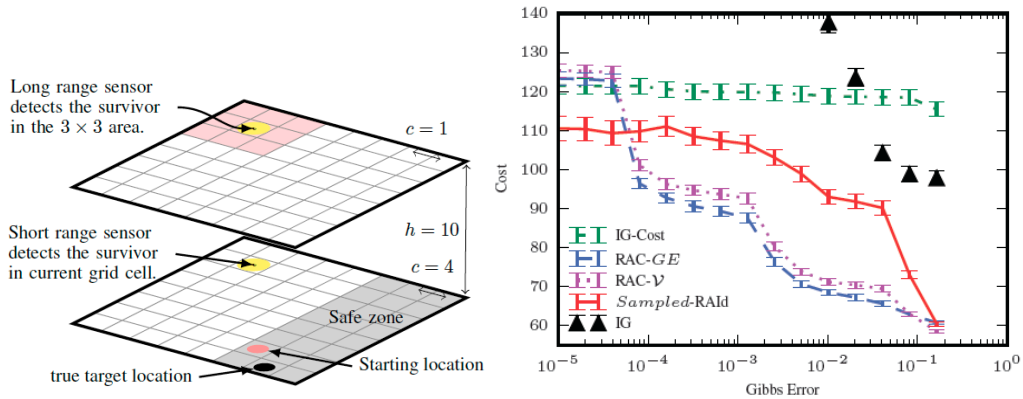 Long range sensor
detects the survivor
in the 3 × 3 area.
c = 1
h = 10
Short range sensor
detects the survivor
in current grid cell.
c = 4
Safe zone
Starting location
true target location
140
130
120
110
100
90
80
70
60
Cost
IG-Cost
RAC-GE
RAC-V
Sampled-RAId
IG
10⁻⁵ 10⁻⁴ 10⁻³ 10⁻² 10⁻¹ 10⁰
Gibbs Error